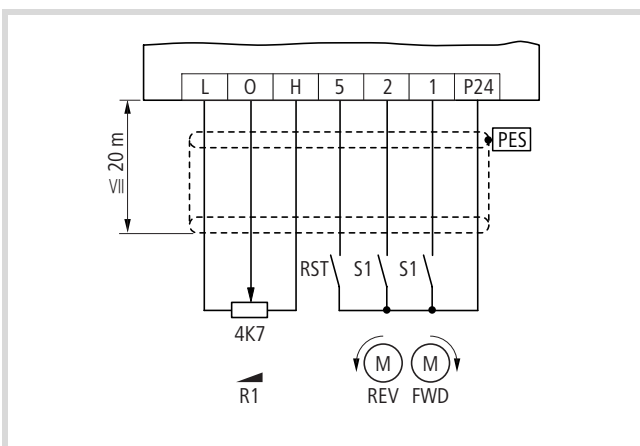 L O H 5 2 1 P24
PES
≦ 20 m
RST S1 S1
4K7
M M
R1 REV FWD